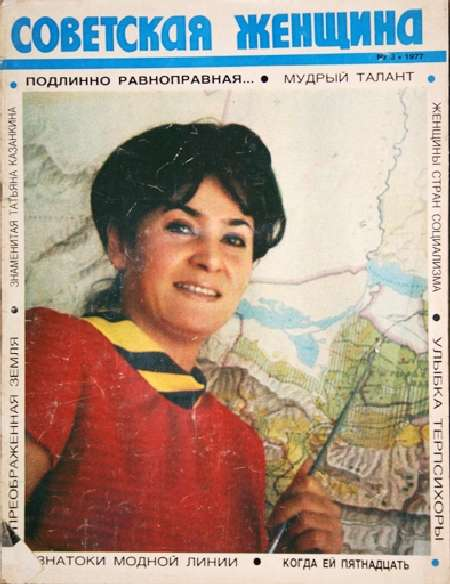 СОВЕТСКАЯ ЖЕНЩИНА
№ 3 • 1977
ПОДЛИННО РАВНОПРАВНАЯ... • МУДРЫЙ ТАЛАНТ
ЗНАМЕНИТАЯ ТАТЬЯНА КАЗАНКИНА
ЖЕНЩИНЫ СТРАН СОЦИАЛИЗМА
ПРЕОБРАЖЕННАЯ ЗЕМЛЯ
УЛЫБКА ТЕРПСИХОРЫ
ЗНАТОКИ МОДНОЙ ЛИНИИ • КОГДА ЕЙ ПЯТНАДЦАТЬ